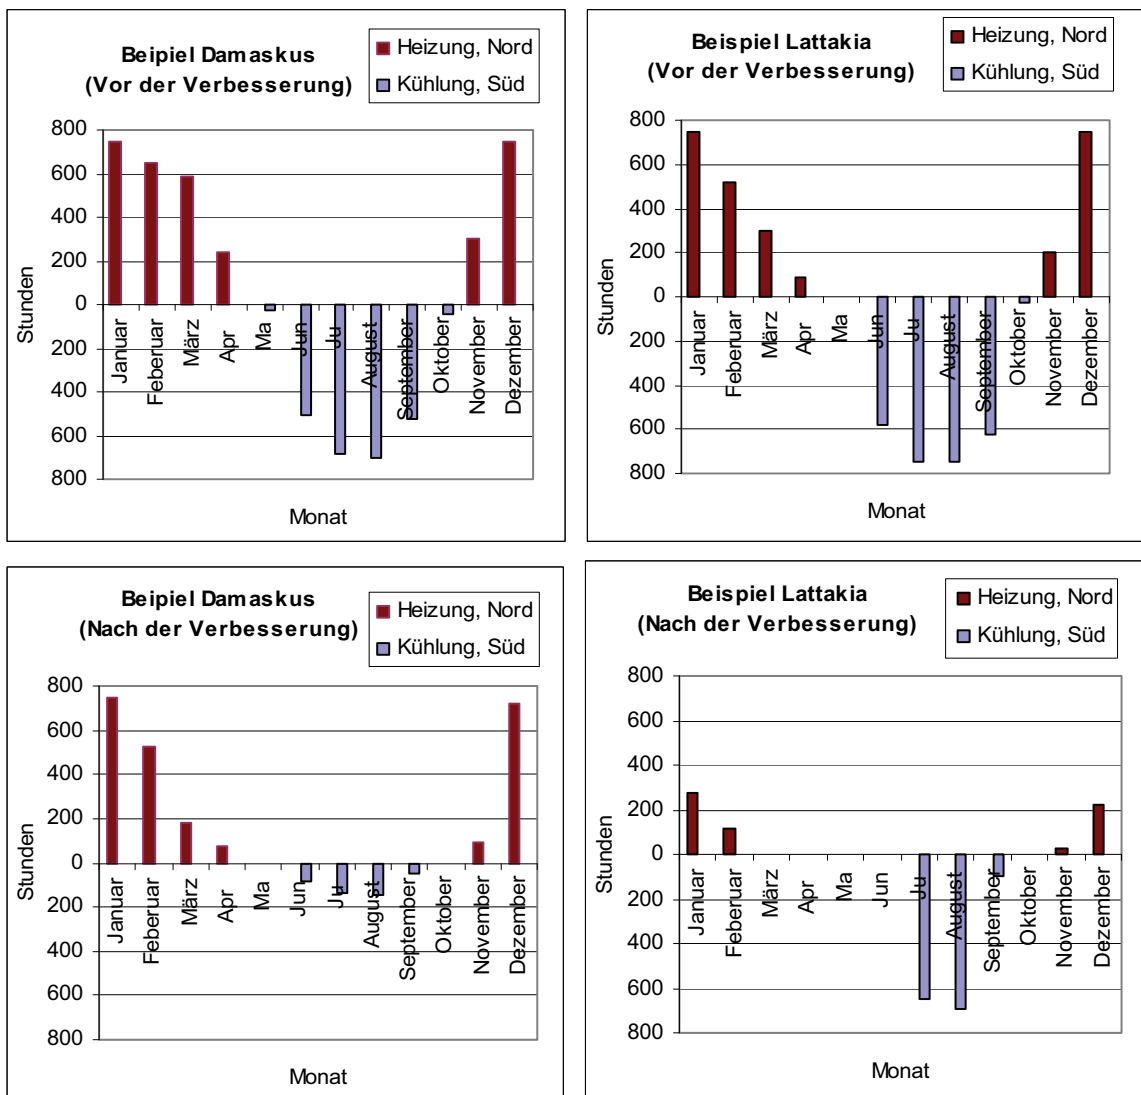 Beipiel Damaskus
(Vor der Verbesserung)
Heizung, Nord
Kühlung, Süd
800
600
400
200
0
200
400
600
800
Stunden
Januar
Feberuar
März
Apr
Ma
Jun
Ju
August
September
Oktober
November
Dezember
Monat
Beispiel Lattakia
(Vor der Verbesserung)
Heizung, Nord
Kühlung, Süd
800
600
400
200
0
200
400
600
800
Stunden
Januar
Feberuar
März
Apr
Ma
Jun
Ju
August
September
Oktober
November
Dezember
Monat
Beipiel Damaskus
(Nach der Verbesserung)
Heizung, Nord
Kühlung, Süd
800
600
400
200
0
200
400
600
800
Stunden
Januar
Feberuar
März
Apr
Ma
Jun
Ju
August
September
Oktober
November
Dezember
Monat
Beispiel Lattakia
(Nach der Verbesserung)
Heizung, Nord
Kühlung, Süd
800
600
400
200
0
200
400
600
800
Stunden
Januar
Feberuar
März
Apr
Ma
Jun
Ju
August
September
Oktober
November
Dezember
Monat